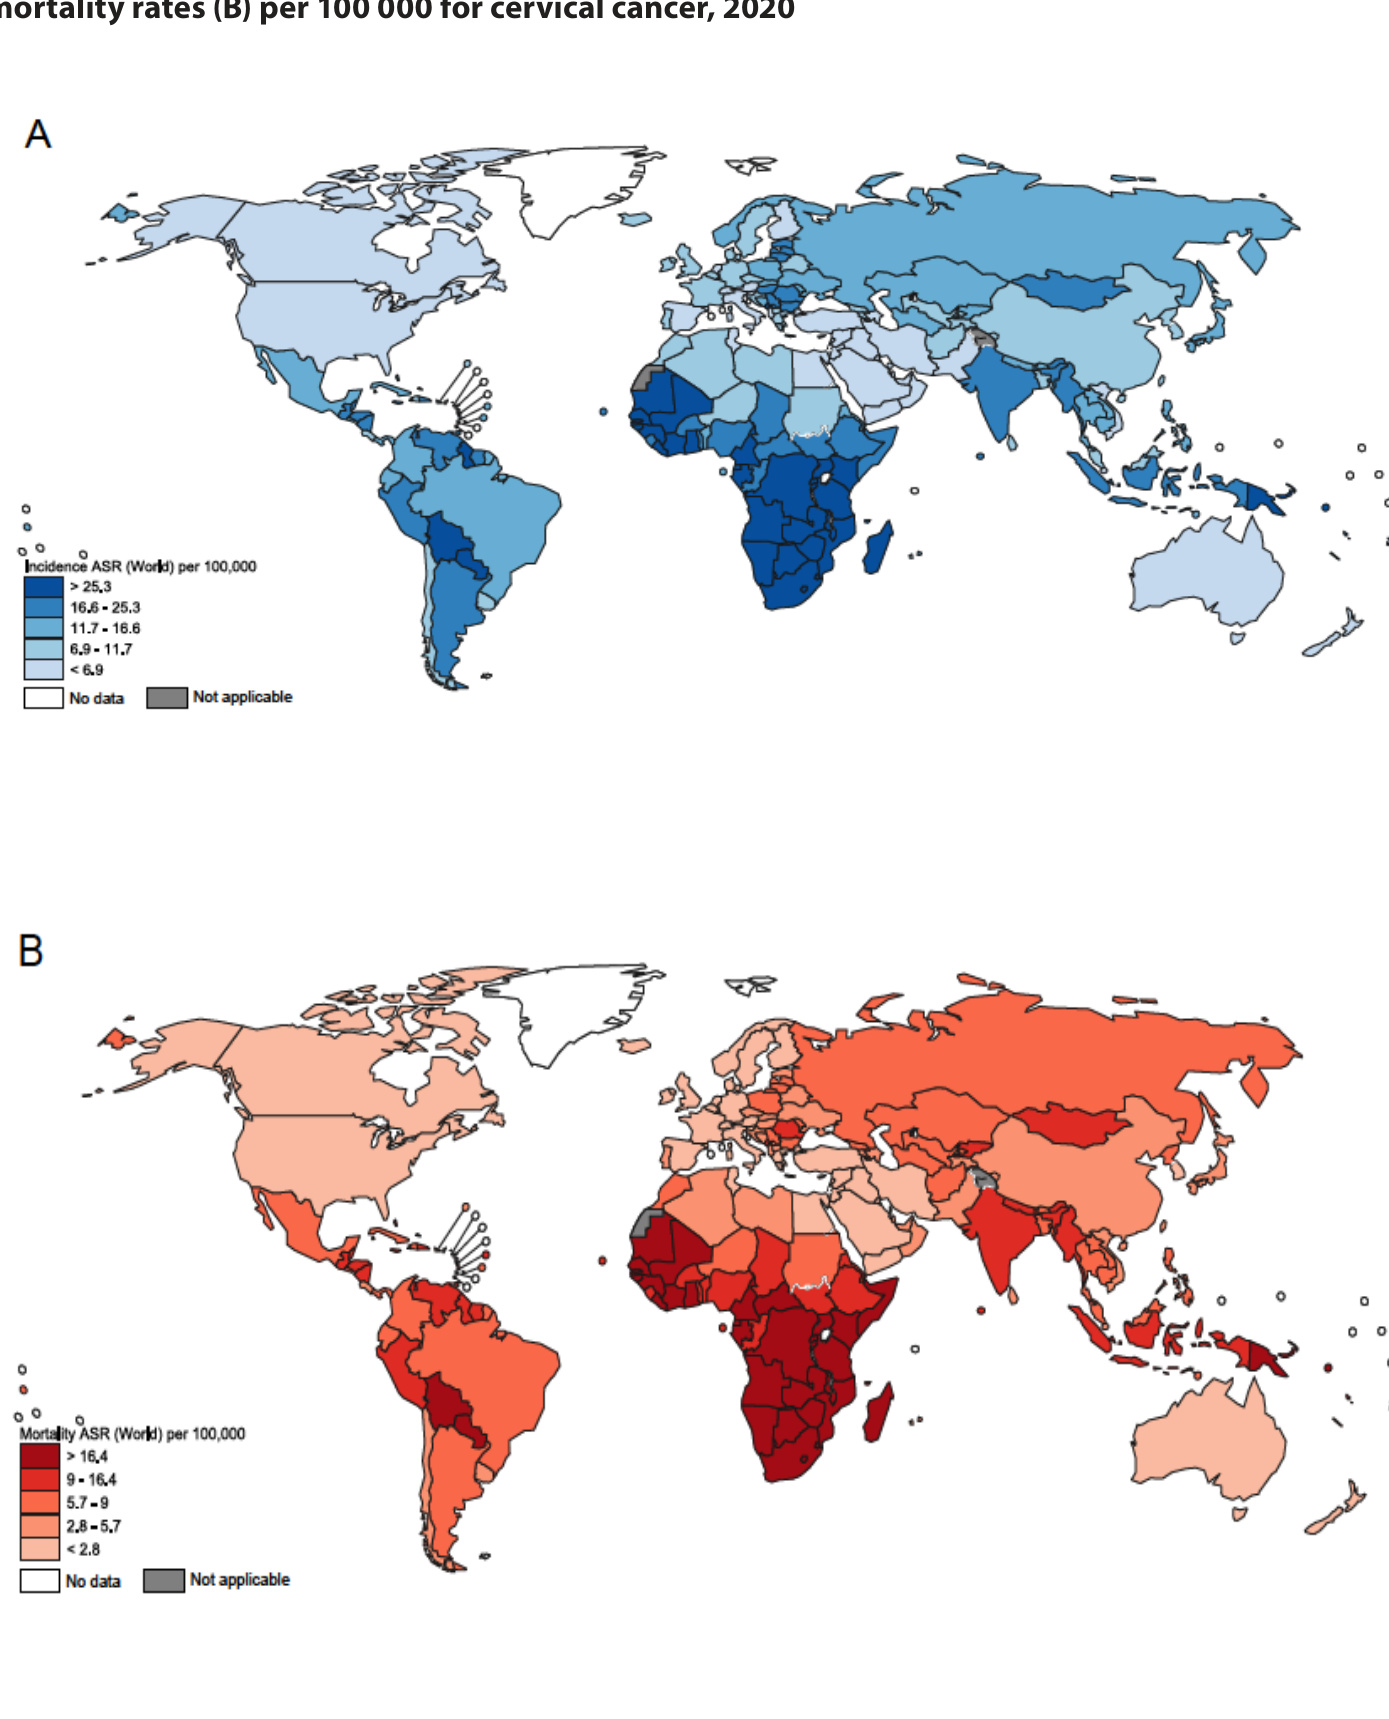 mortality rates (B) per 100 000 for cervical cancer, 2020
A
Incidence ASR (World) per 100,000
> 25.3
16.6 - 25.3
11.7 - 16.6
6.9 - 11.7
< 6.9
No data
Not applicable
B
Mortality ASR (World) per 100,000
> 16.4
9 - 16.4
5.7 - 9
2.8 - 5.7
< 2.8
No data
Not applicable